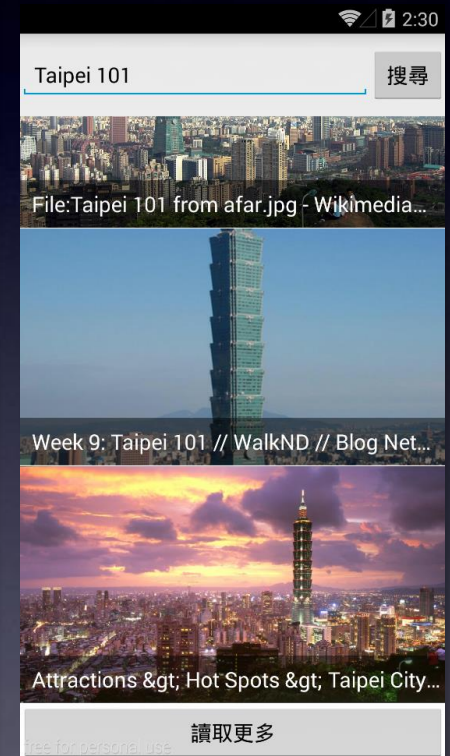 2:30
Taipei 101
搜尋
File:Taipei 101 from afar.jpg - Wikimedia...
Week 9: Taipei 101 // WalkND // Blog Net...
Attractions &gt; Hot Spots &gt; Taipei City...
讀取更多
free for personal use